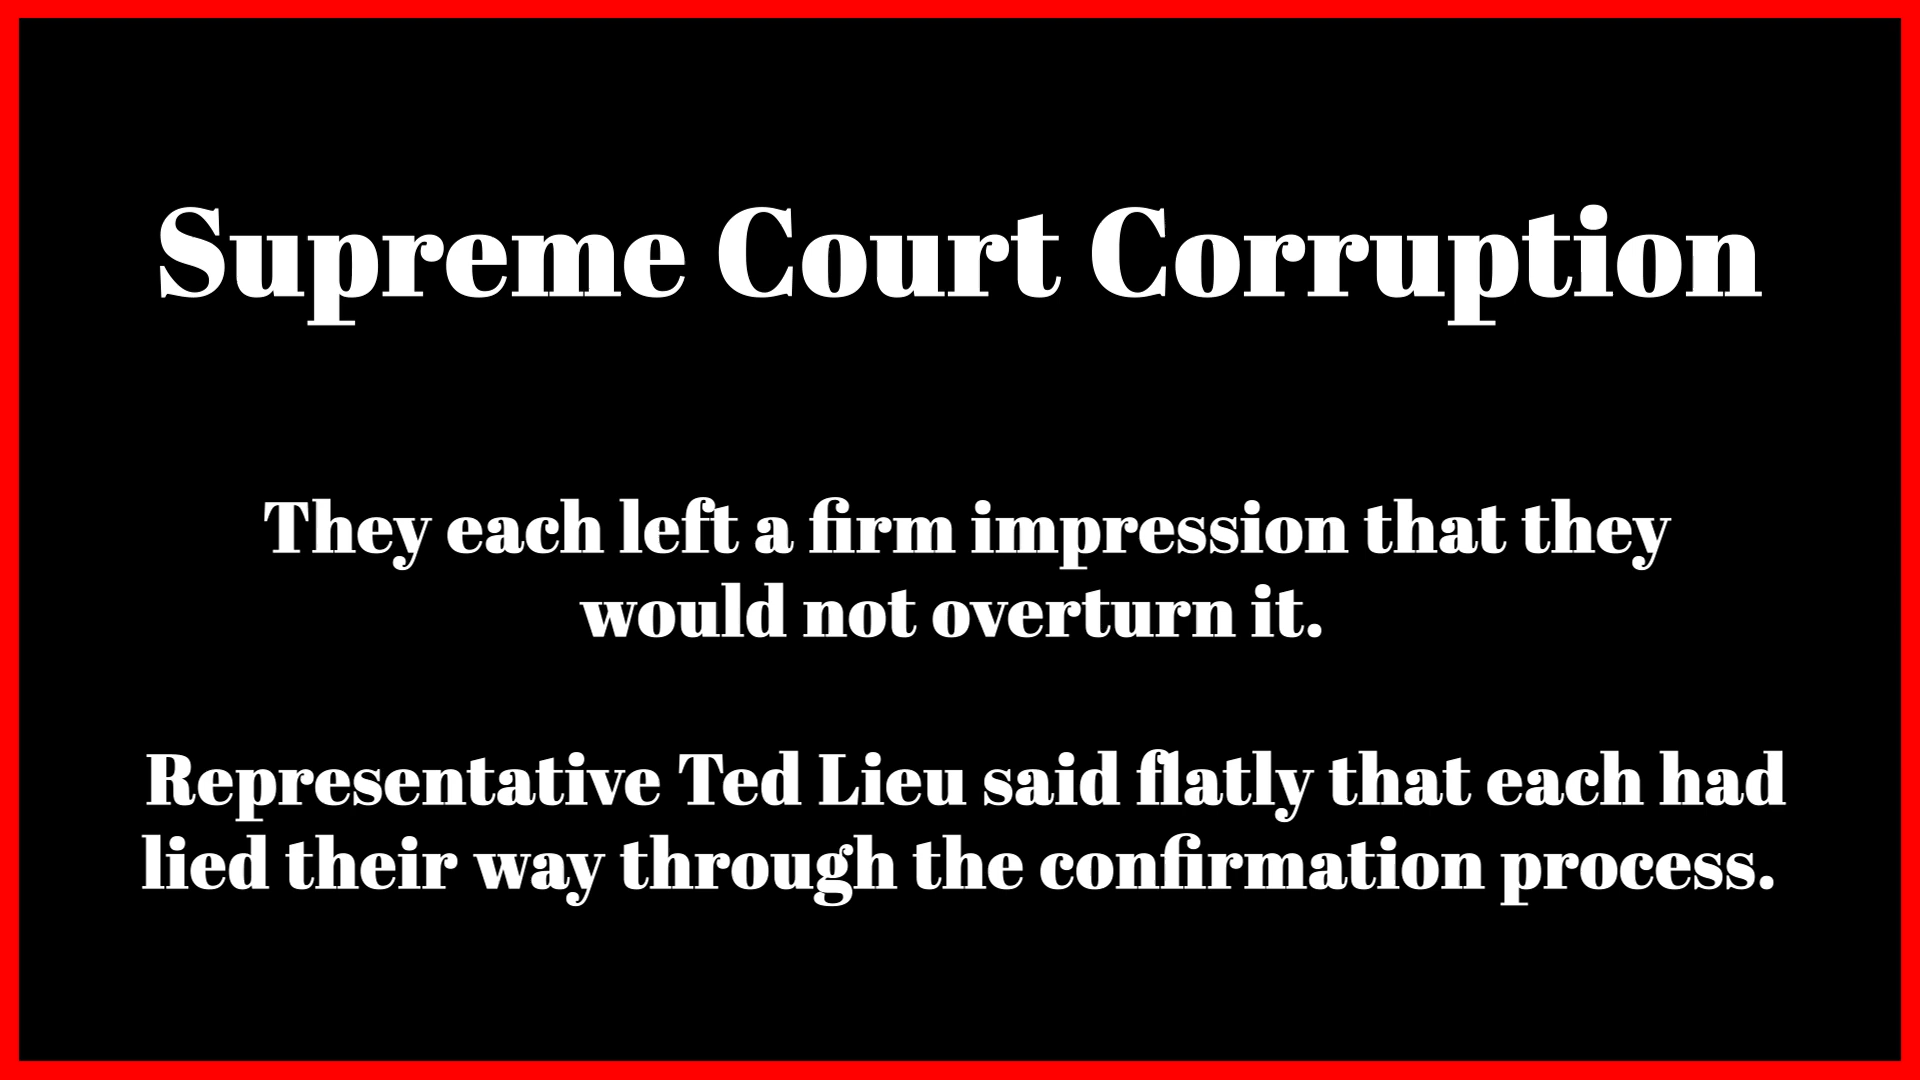 Supreme Court Corruption
They each left a firm impression that they
would not overturn it.
Representative Ted Lieu said flatly that each had
lied their way through the confirmation process.